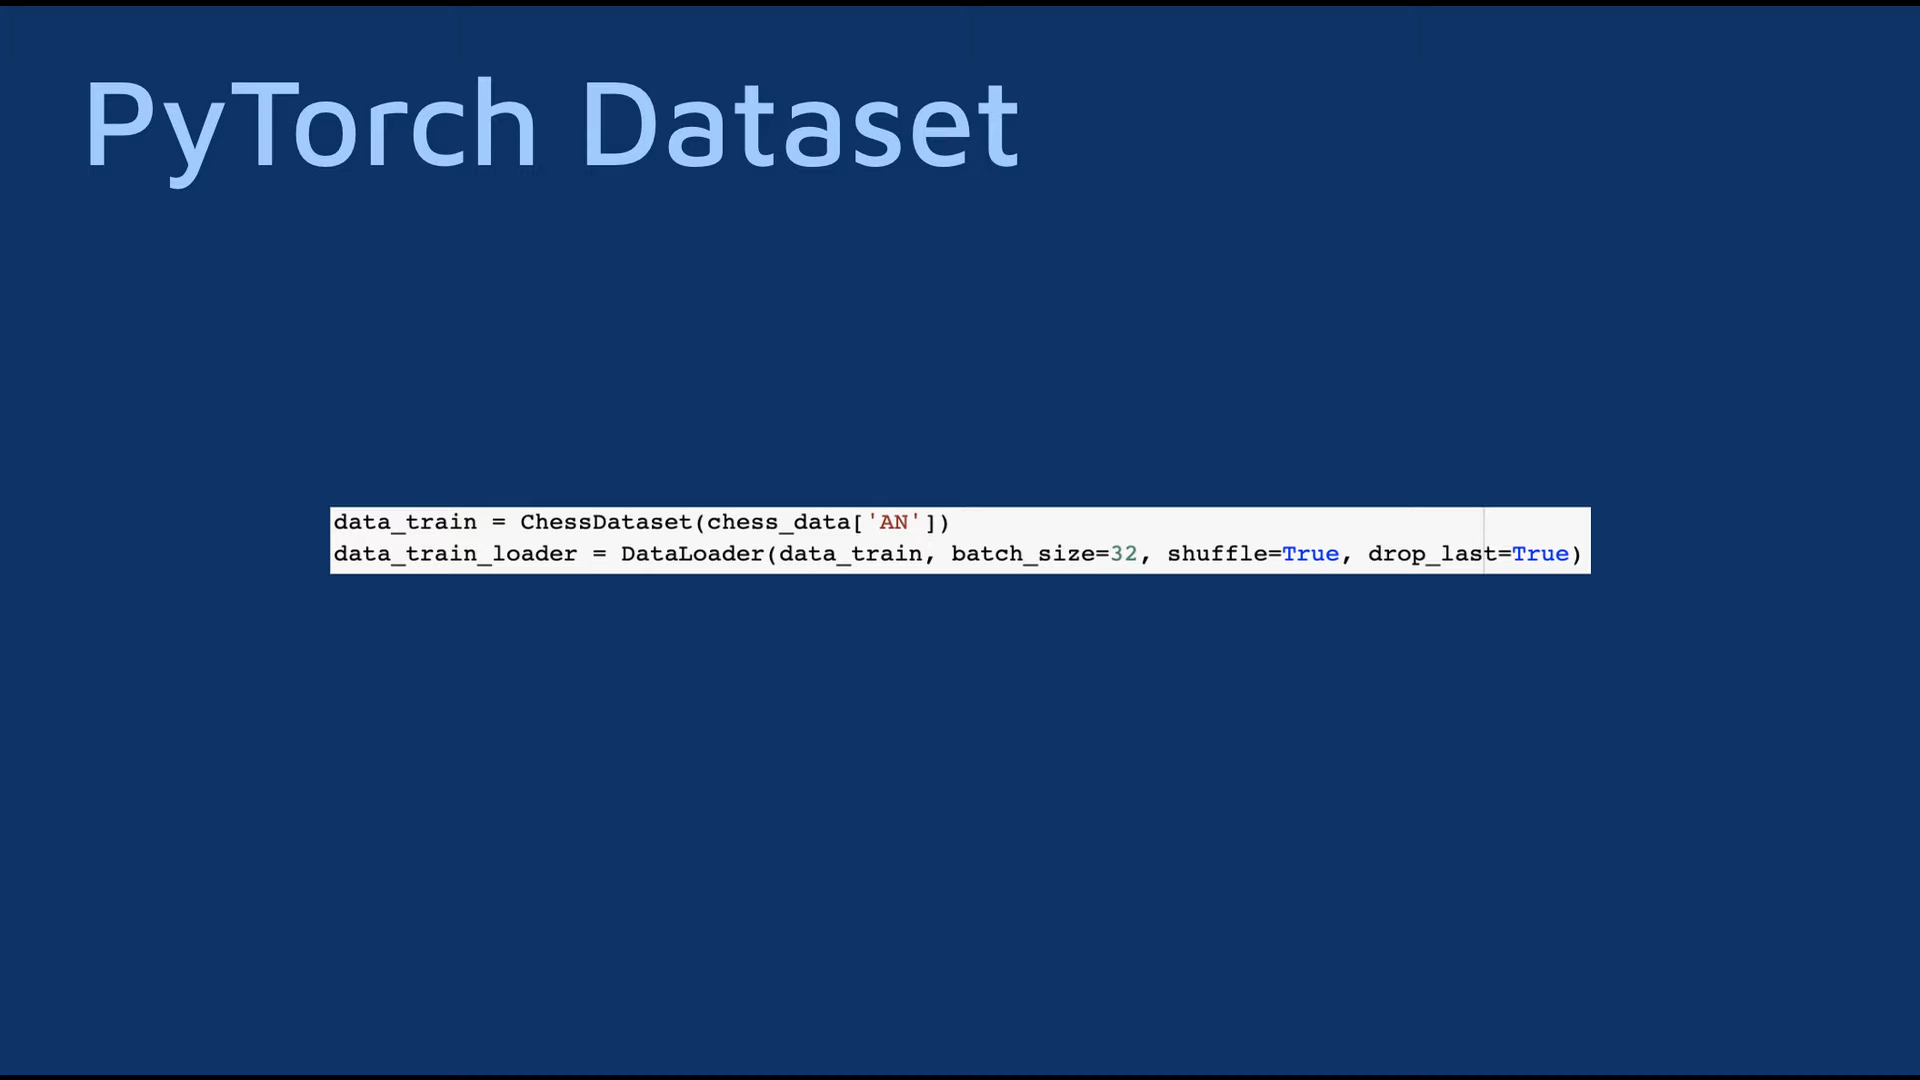 PyTorch Dataset
data_train = ChessDataset(chess_data['AN'])
data_train_loader = DataLoader(data_train, batch_size=32, shuffle=True, drop_last=True)